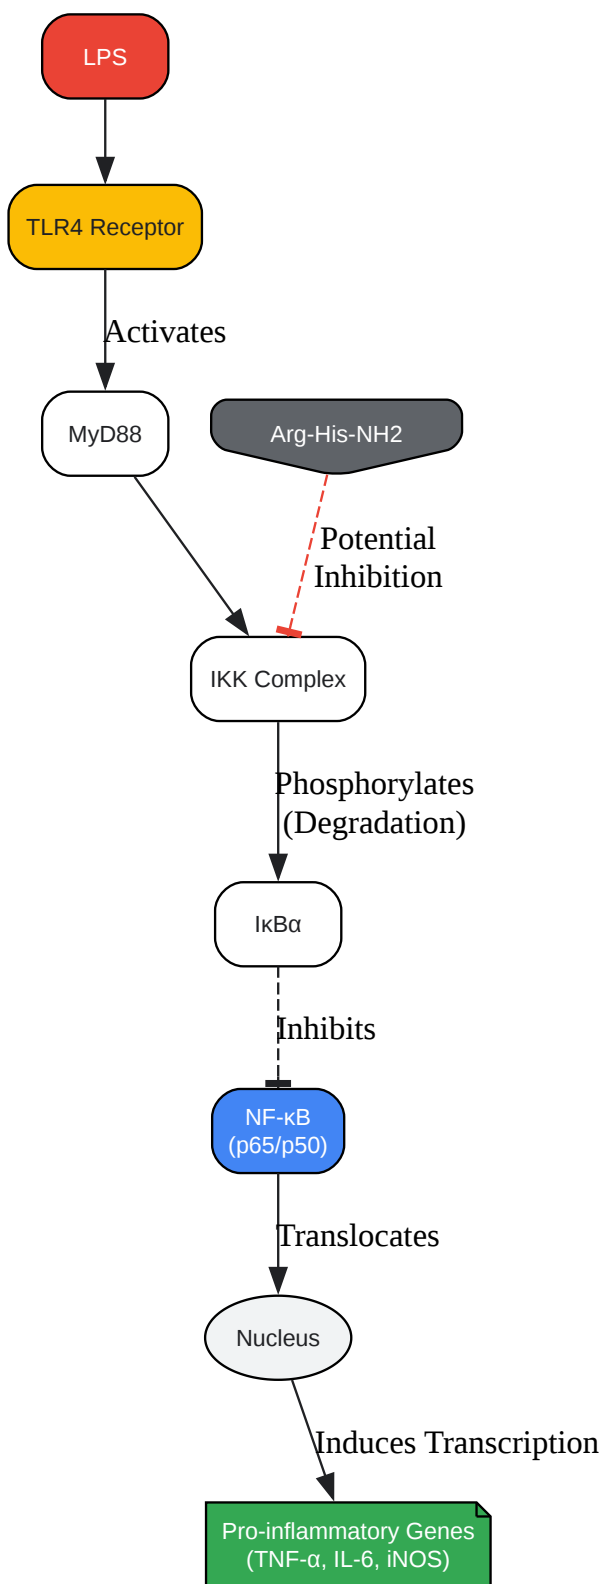 LPS
TLR4 Receptor
Activates
MyD88
Arg-His-NH2
Potential
Inhibition
IKK Complex
Phosphorylates
(Degradation)
IκBα
Inhibits
NF-κB
(p65/p50)
Translocates
Nucleus
Induces Transcription
Pro-inflammatory Genes
(TNF-α, IL-6, iNOS)